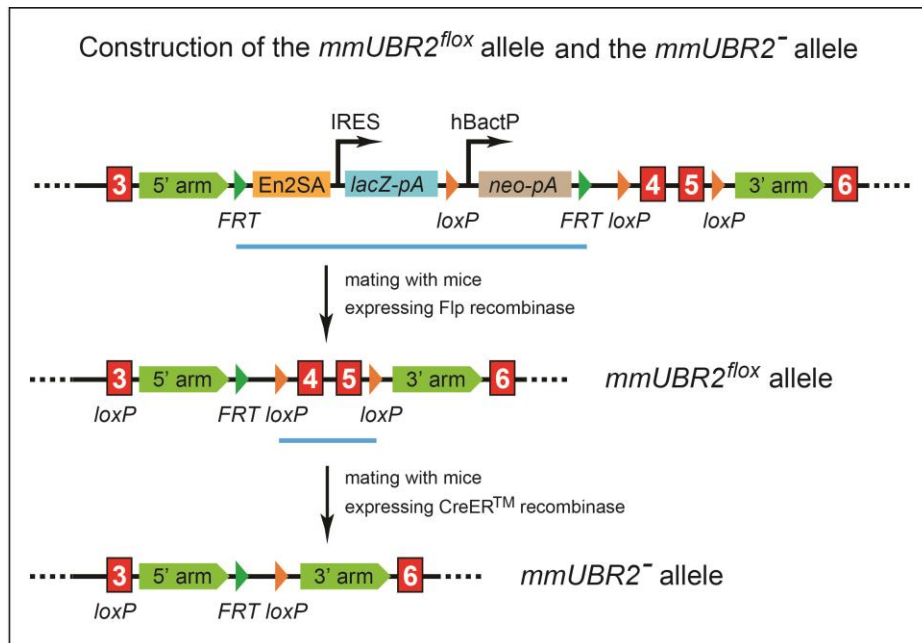 Construction of the mmUBR2flox allele and the mmUBR2- allele
IRES hBactP
3 5' arm En2SA lacZ-pA neo-pA 4 5 3' arm 6
FRT loxP FRT loxP loxP
mating with mice
expressing Flp recombinase
3 5' arm 4 5 3' arm 6 mmUBR2flox allele
loxP FRT loxP loxP
mating with mice
expressing CreERTM recombinase
3 5' arm 3' arm 6 mmUBR2- allele
loxP FRT loxP